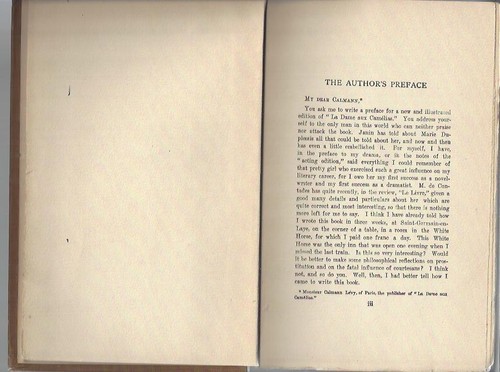 THE AUTHOR'S PREFACE
MY DEAR CALMANN,*
You ask me to write a preface for a new and illustrated
edition of "La Dame aux Camélias." You address your-
self to the only man in this world who can neither praise
nor attack the book. Janin has told about Marie Du-
plessis all that could be told about her, and now and then
has even a little embellished it. For myself, I have,
in the preface to my drama, or in the notes of the
"acting edition," said everything I could remember of
that pretty girl who exercised such a great influence on my
literary career, for I owe her my first success as a novel-
writer and my first success as a dramatist. M. de Con-
tades has quite recently, in the review, "Le Livre," given a
good many details and particulars about her which are
quite correct and most interesting, so that there is nothing
more left for me to say. I think I have already told how
I wrote this book in three weeks, at Saint-Germain-en-
Laye, on the corner of a table, in a room in the White
Horse, for which I paid one franc a day. This White
Horse was the only inn that was open one evening when I
missed the last train. Is this so very interesting? Would
it be better to make some philosophical reflections on pros-
titution and on the fatal influence of courtesans? I think
not, and so do you. Well, then, I had better tell how I
came to write this book.
* Monsieur Calmann Lévy, of Paris, the publisher of "La Dame aux
Camélias."
iii